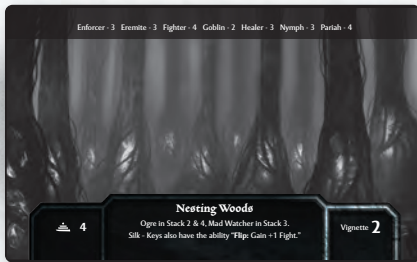 Enforcer - 3 Eremite - 3 Fighter - 4 Goblin - 2 Healer - 3 Nymph - 3 Pariah - 4
Nesting Woods
4
Ogre in Stack 2 & 4, Mad Watcher in Stack 3.
Silk - Keys also have the ability "Flip: Gain +1 Fight."
Vignette 2